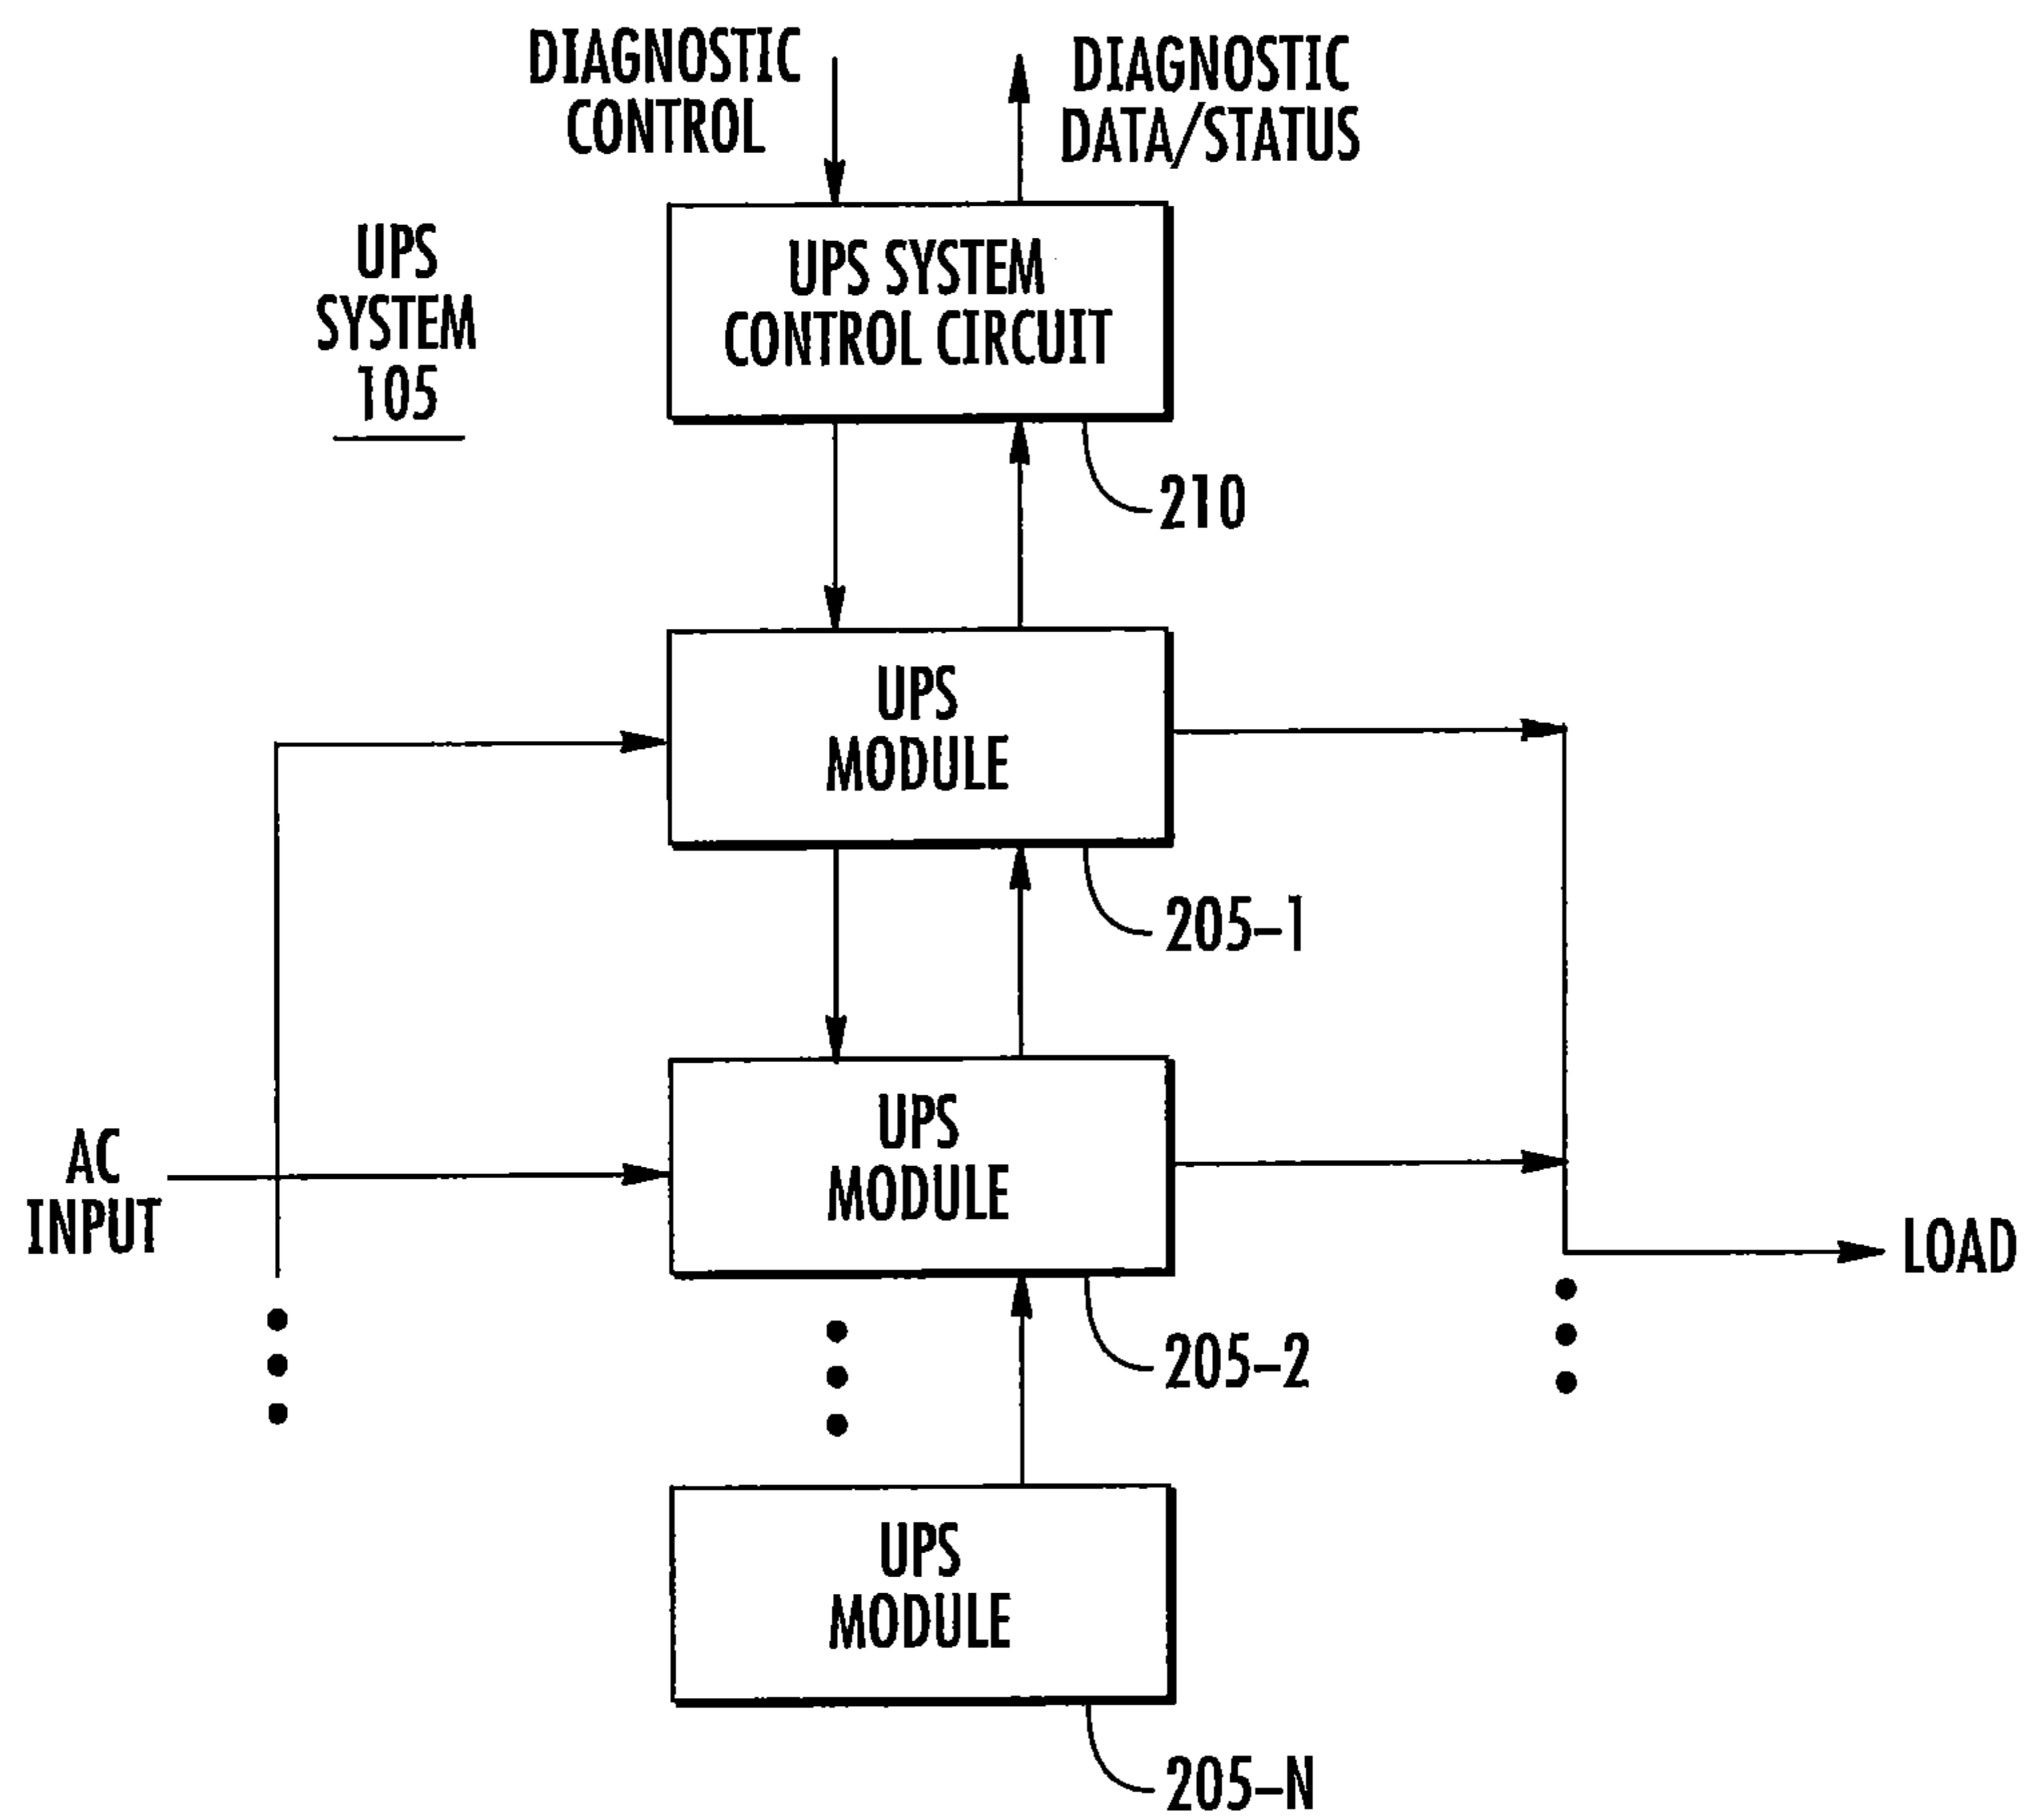 DIAGNOSTIC
CONTROL
DIAGNOSTIC
DATA/STATUS
UPS
SYSTEM
105
UPS SYSTEM
CONTROL CIRCUIT
210
UPS
MODULE
205-1
AC
INPUT
UPS
MODULE
LOAD
205-2
UPS
MODULE
205-N